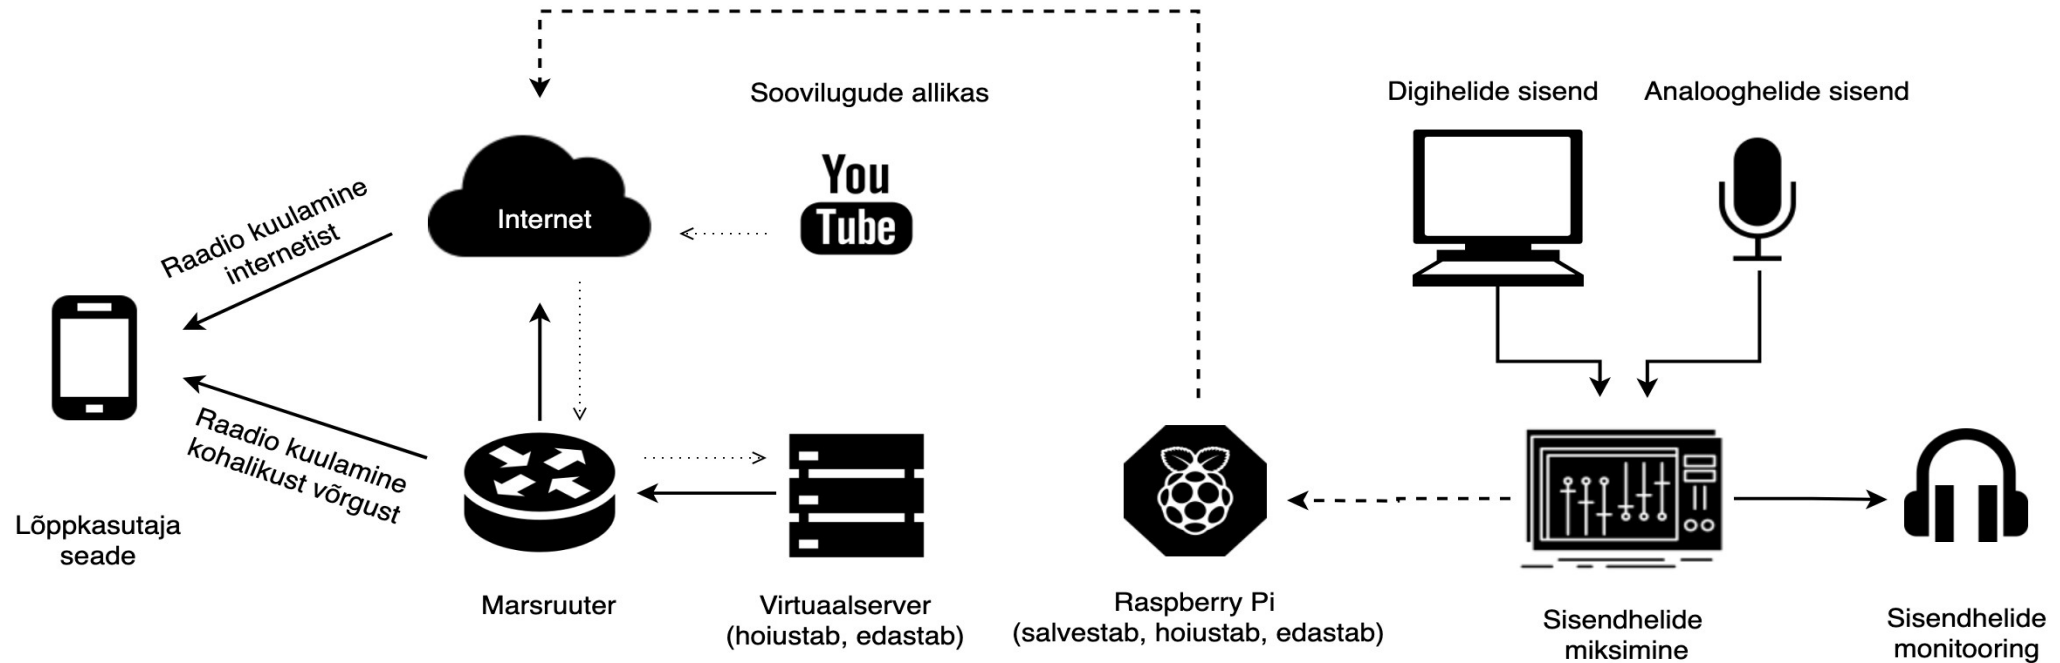 Soovilugude allikas
Digihelide sisend
Analooghelide sisend
You
Tube
Internet
Raadio kuulamine
internetist
Raadio kuulamine
kohalikust võrgust
Lõppkasutaja
seade
Marsruuter
Virtuaalserver
(hoiustab, edastab)
Raspberry Pi
(salvestab, hoiustab, edastab)
Sisendhelide
miksimine
Sisendhelide
monitooring